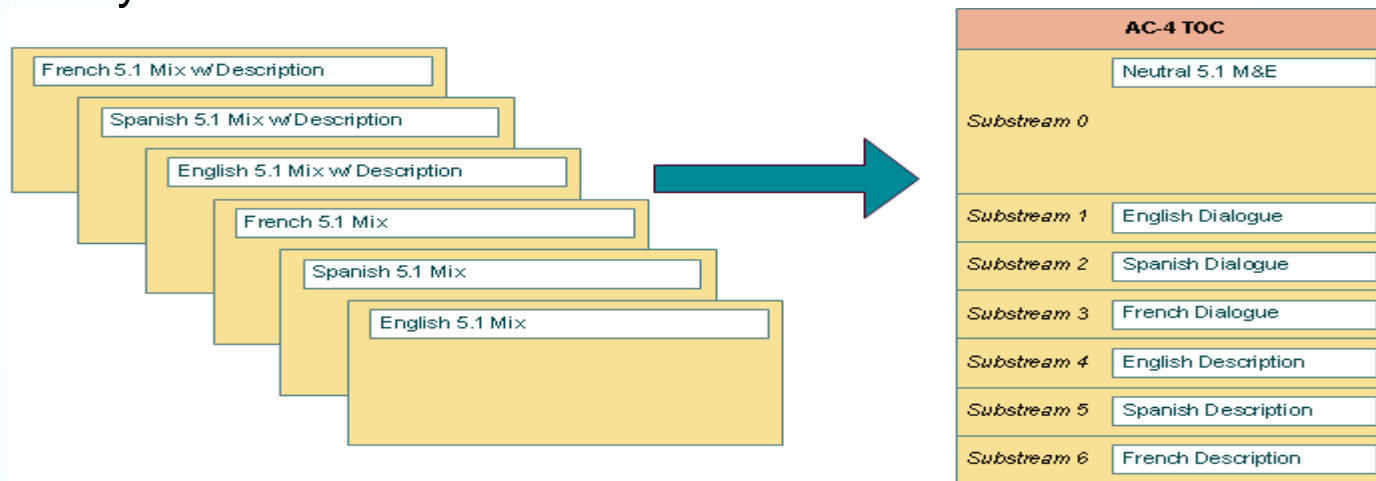 French 5.1 Mix w/Description
Spanish 5.1 Mix w/Description
English 5.1 Mix w/ Description
French 5.1 Mix
Spanish 5.1 Mix
English 5.1 Mix
AC-4 TOC
Neutral 5.1 M&E
Substream 0
Substream 1 English Dialogue
Substream 2 Spanish Dialogue
Substream 3 French Dialogue
Substream 4 English Description
Substream 5 Spanish Description
Substream 6 French Description